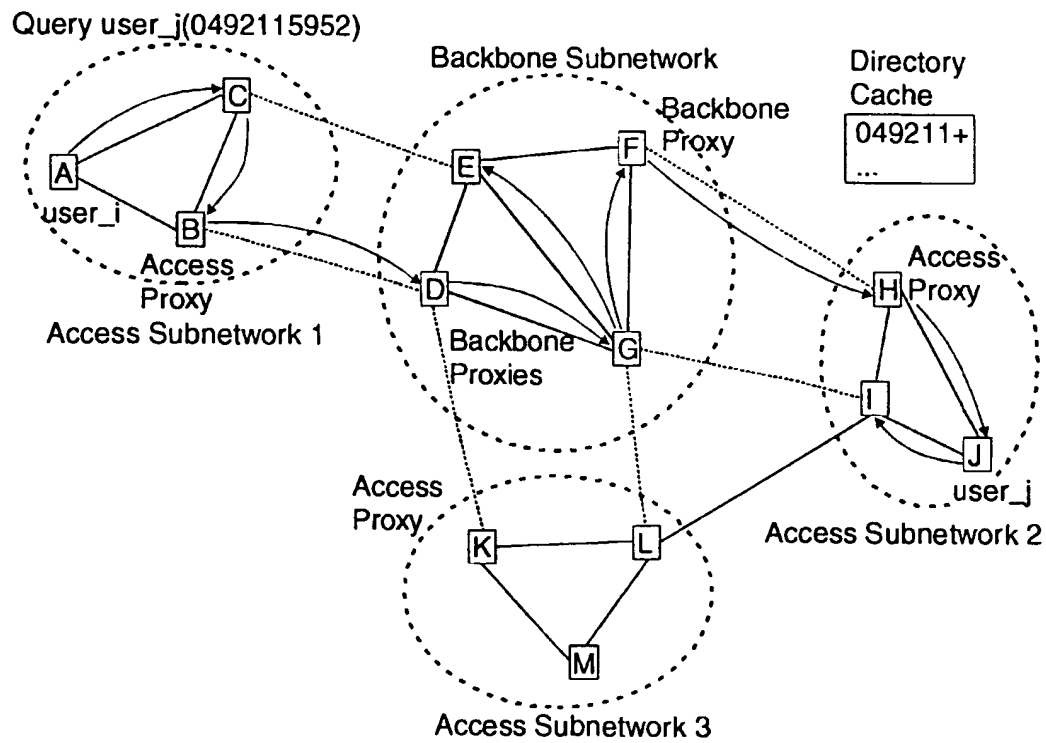 Query user_j(0492115952)
Backbone Subnetwork
Directory
Cache
049211+
...
Backbone
Proxy
C
F
E
A
user_i
B
Access
Proxy
Access Subnetwork 1
D
Backbone
Proxies
G
H
Access
Proxy
I
J
user_j
Access Subnetwork 2
Access
Proxy
K
L
M
Access Subnetwork 3